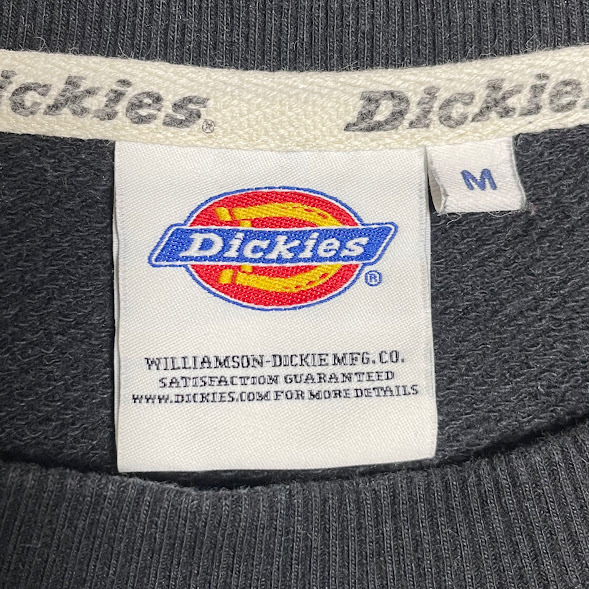 Dickies® Dickies
M
Dickies®
WILLIAMSON-DICKIE MFG. CO.
SATISFACTION GUARANTEED
WWW.DICKIES.COM FOR MORE DETAILS